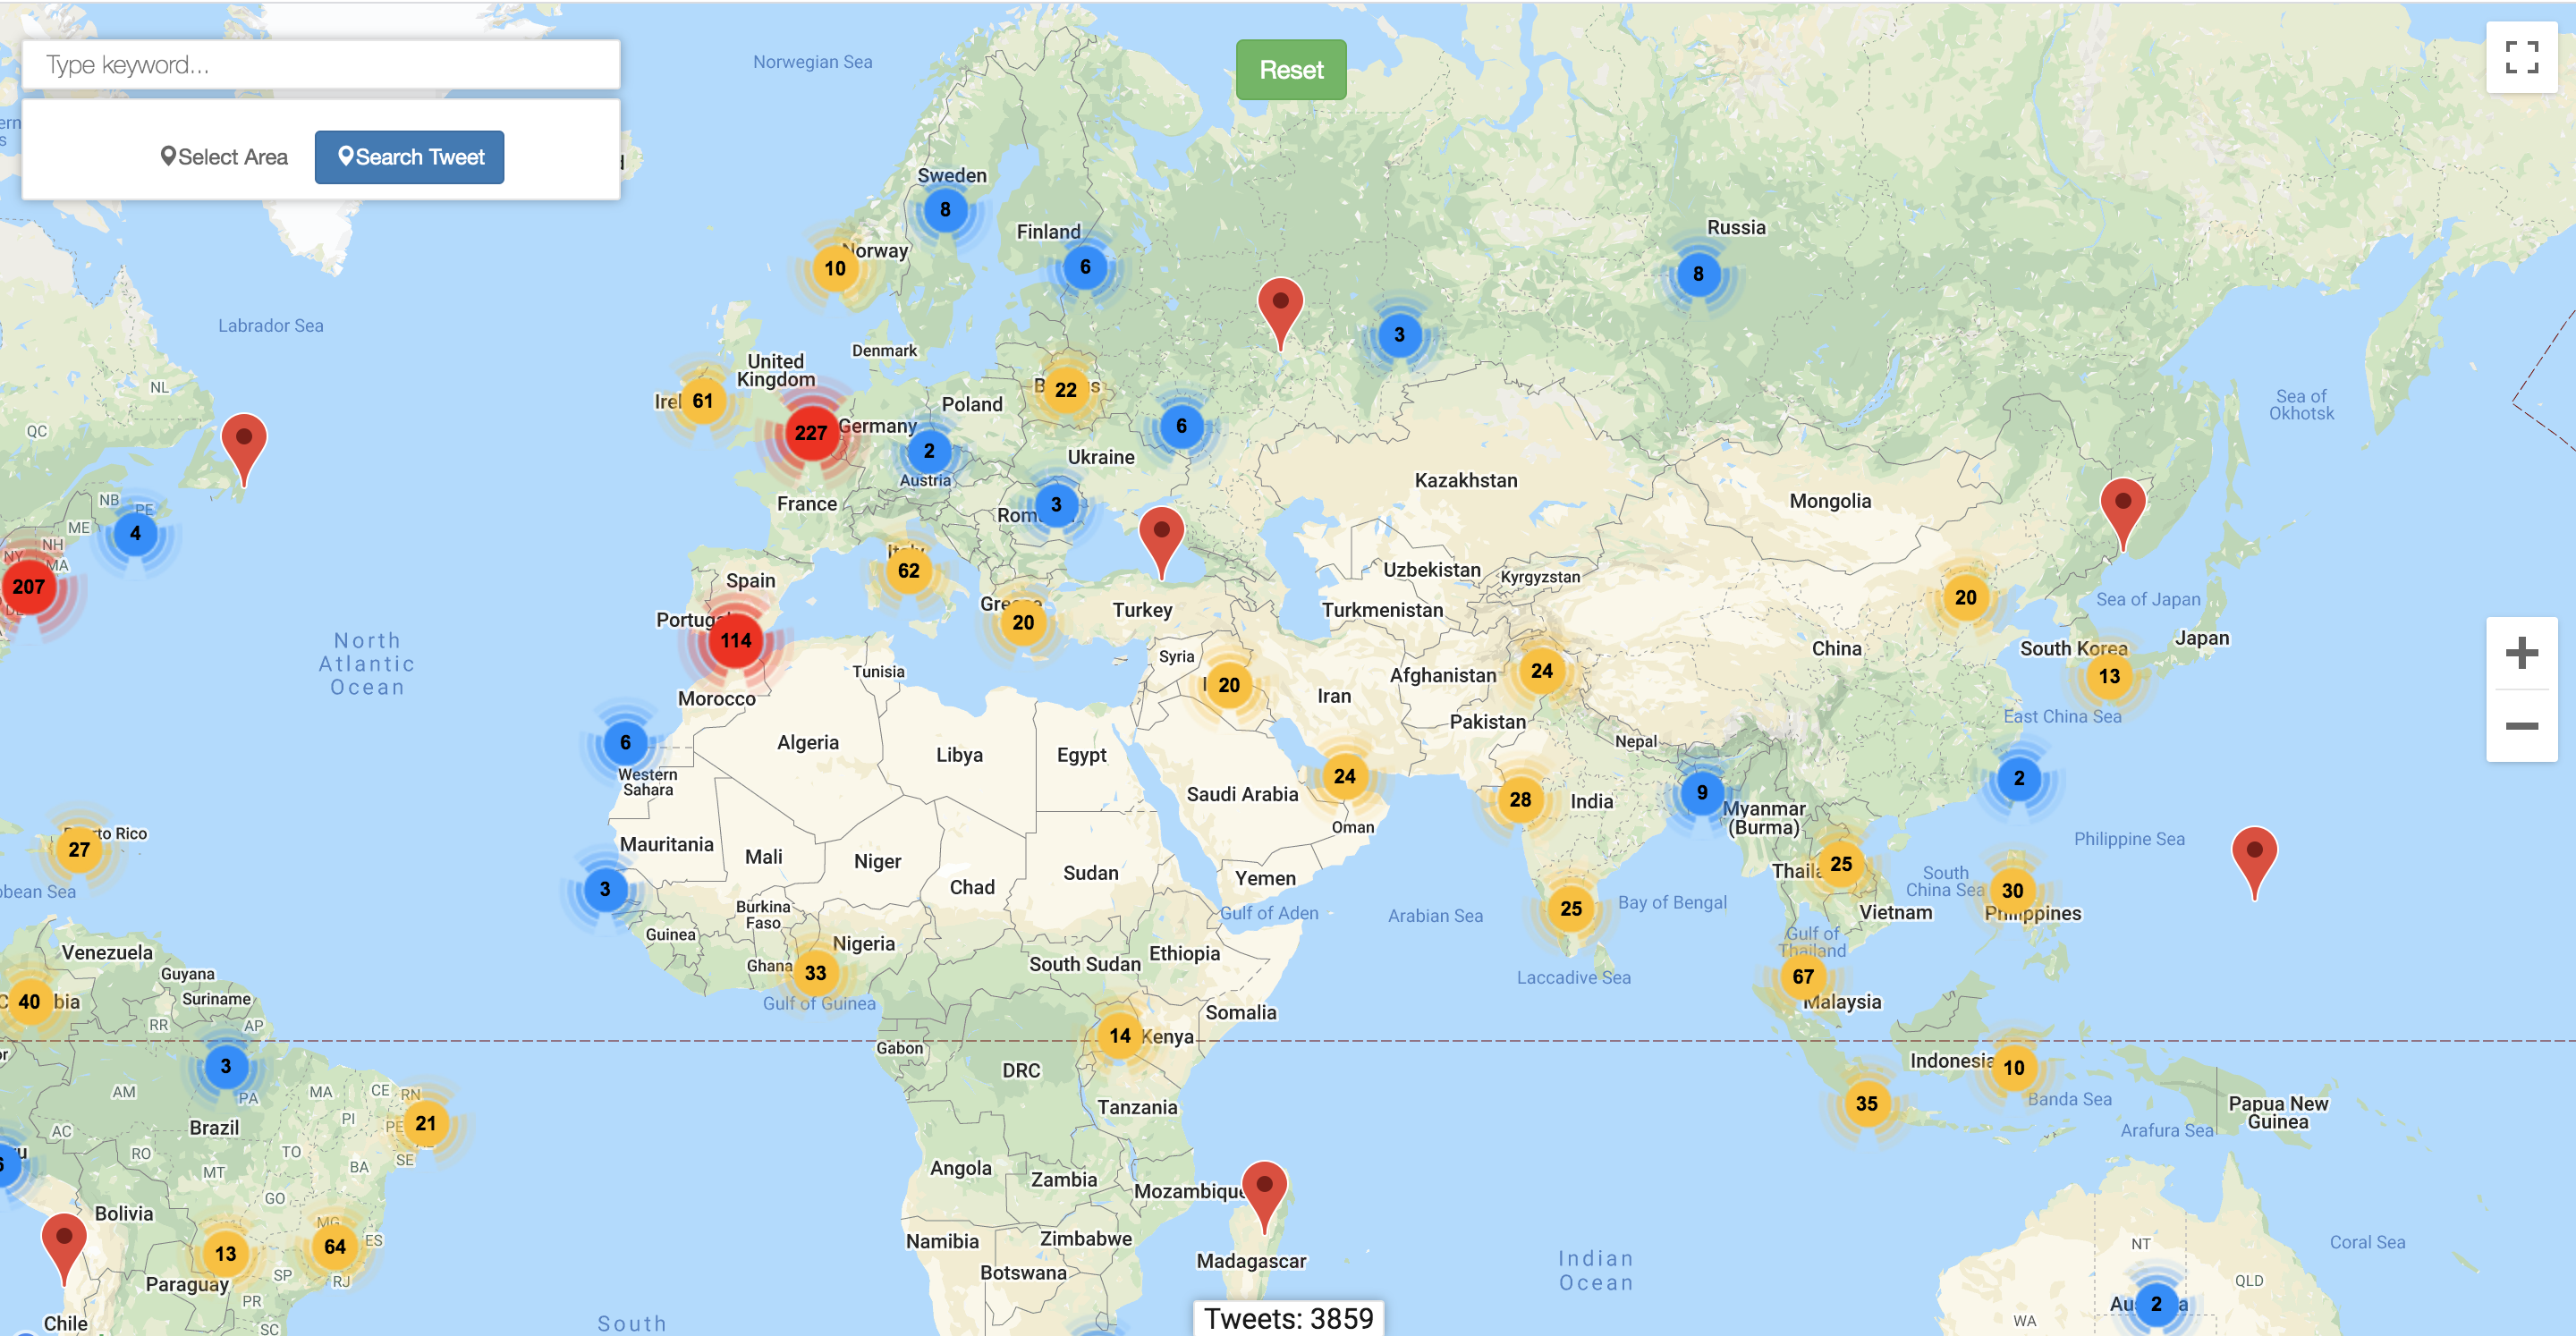 Type keyword...
Select Area
Search Tweet
Reset
Norwegian Sea
Sweden
8
Finland
6
Norway
10
Russia
8
Labrador Sea
3
NL
United
Kingdom
Denmark
61
22
Poland
QC
227
Germany
2
6
Sea of
Okhotsk
Ukraine
Austria
Kazakhstan
Mongolia
France
3
NB
PE
ME
4
NH
NY
MA
207
62
Spain
Uzbekistan
Kyrgyzstan
20
Sea of Japan
Turkey
Turkmenistan
20
114
North
Atlantic
Ocean
Syria
Tunisia
China
South Korea
Japan
13
Afghanistan
24
20
Iran
Morocco
Pakistan
East China Sea
6
Algeria
Libya
Egypt
Nepal
Western
Sahara
24
2
Saudi Arabia
28
India
9
Myanmar
(Burma)
Oman
Philippine Sea
27
Mauritania
Mali
Niger
Chad
Sudan
Yemen
25
South
China Sea
30
Philippines
3
Burkina
Faso
Gulf of Aden
Arabian Sea
25
Bay of Bengal
Vietnam
Guinea
Nigeria
Gulf of
Thailand
Venezuela
Ghana
33
South Sudan
Ethiopia
Laccadive Sea
67
Malaysia
Guyana
Suriname
Gulf of Guinea
40
Somalia
RR
AP
14
Kenya
Gabon
DRC
Indonesia
10
3
AM
PA
MA
CE
RN
PI
PE
21
Tanzania
35
Banda Sea
Papua New
Guinea
Arafura Sea
AC
Brazil
RO
MT
TO
BA
SE
Angola
Zambia
Mozambique
GO
Bolivia
MG
13
64
ES
Namibia
Zimbabwe
Madagascar
Indian
Ocean
NT
Coral Sea
Paraguay
SP
RJ
Botswana
QLD
PR
2
Chile
SC
South
Tweets: 3859
WA